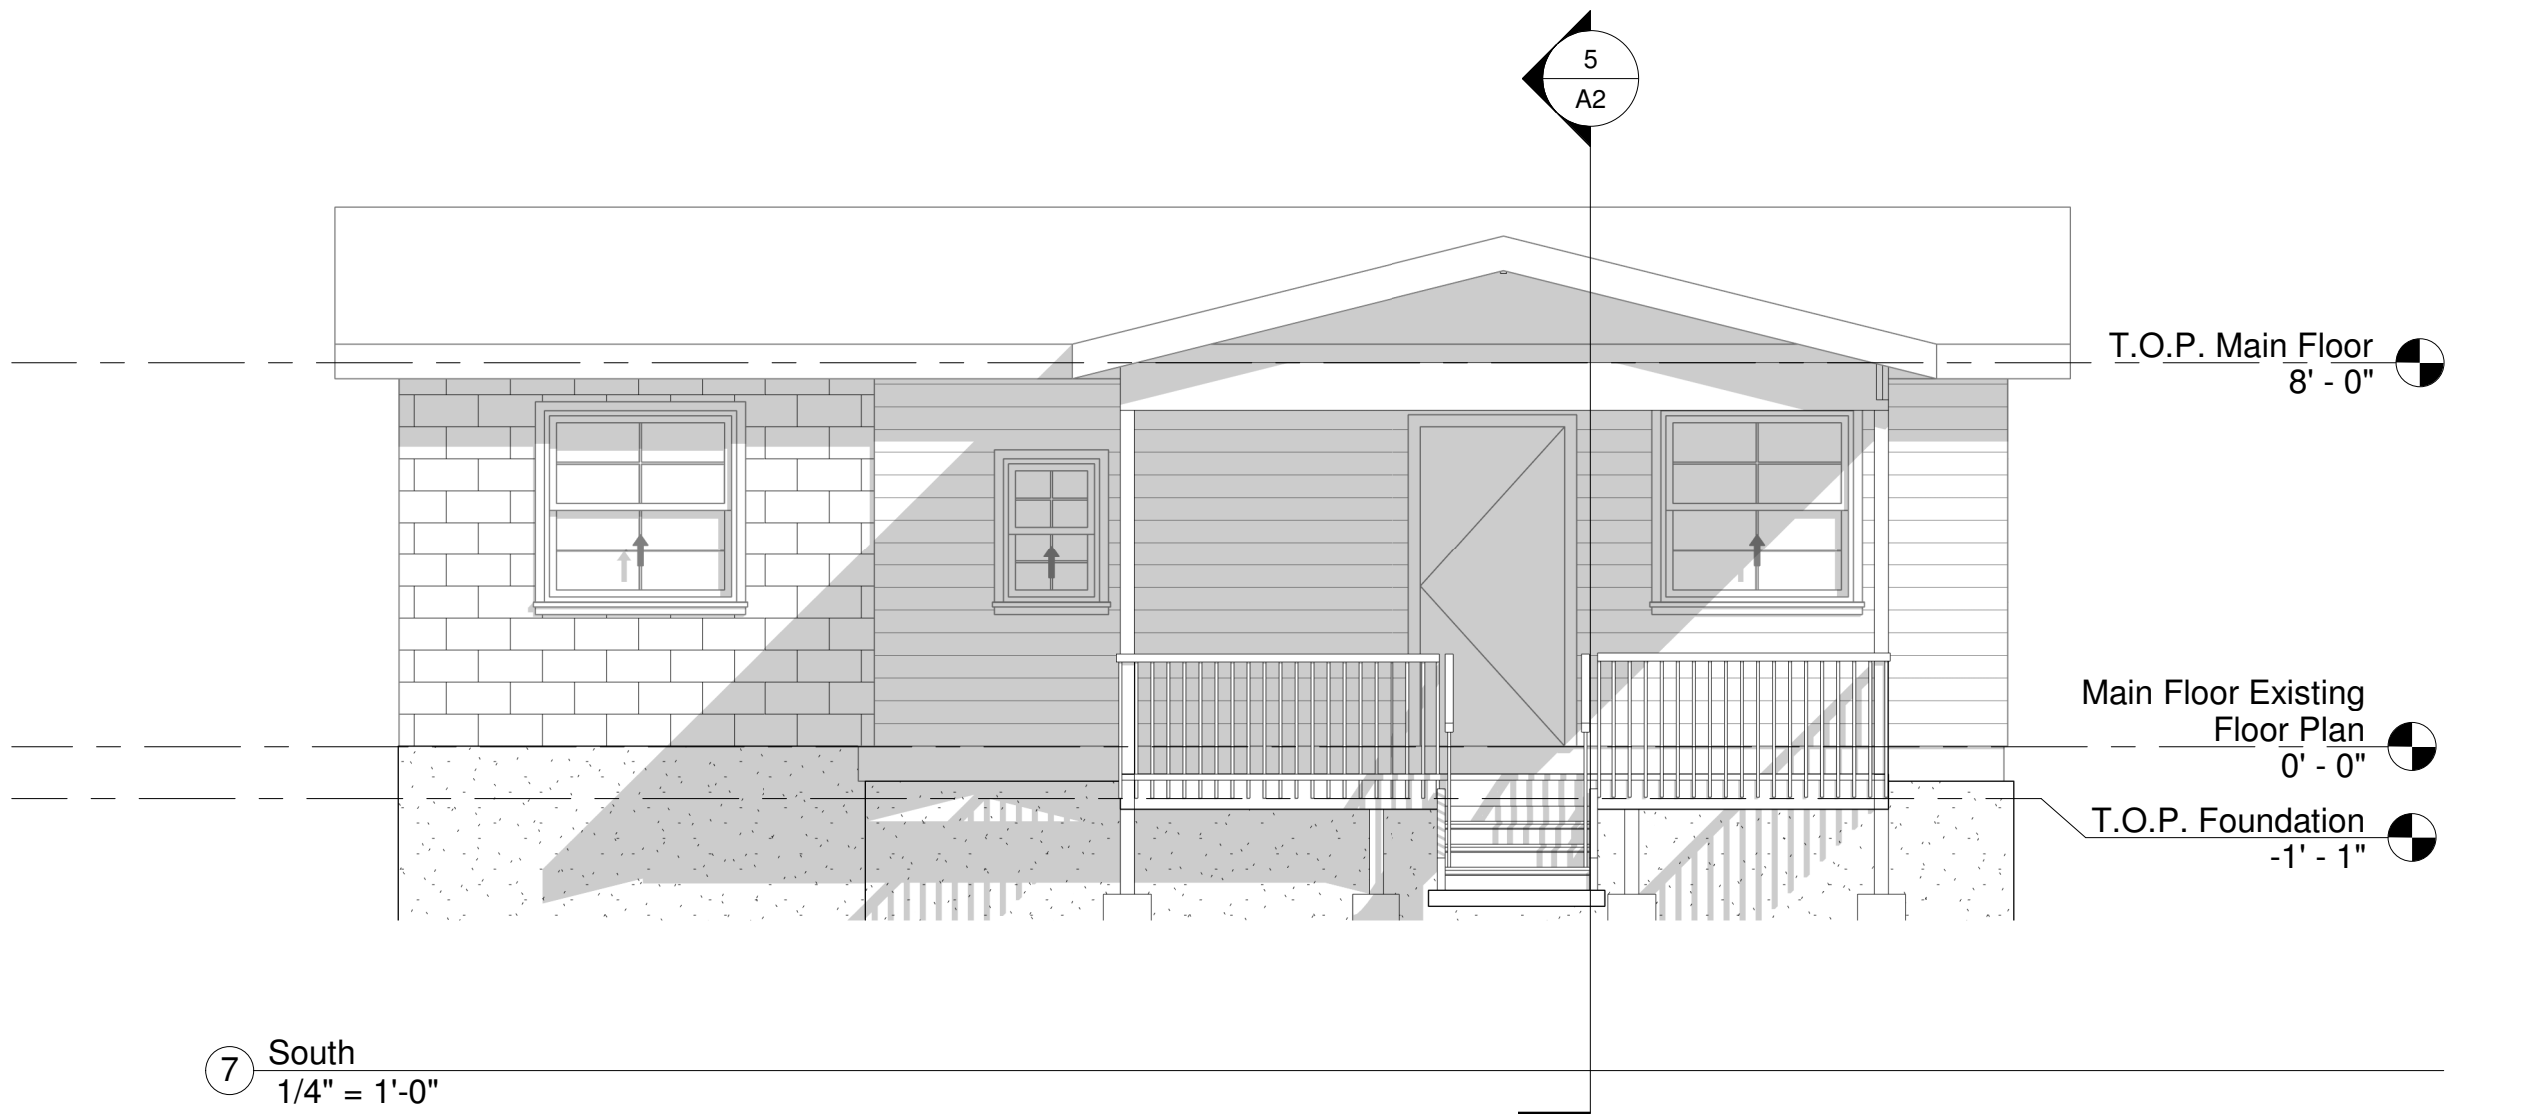 5
A2
T.O.P. Main Floor
8' - 0"
Main Floor Existing
Floor Plan
0' - 0"
T.O.P. Foundation
-1' - 1"
7
South
1/4" = 1'-0"